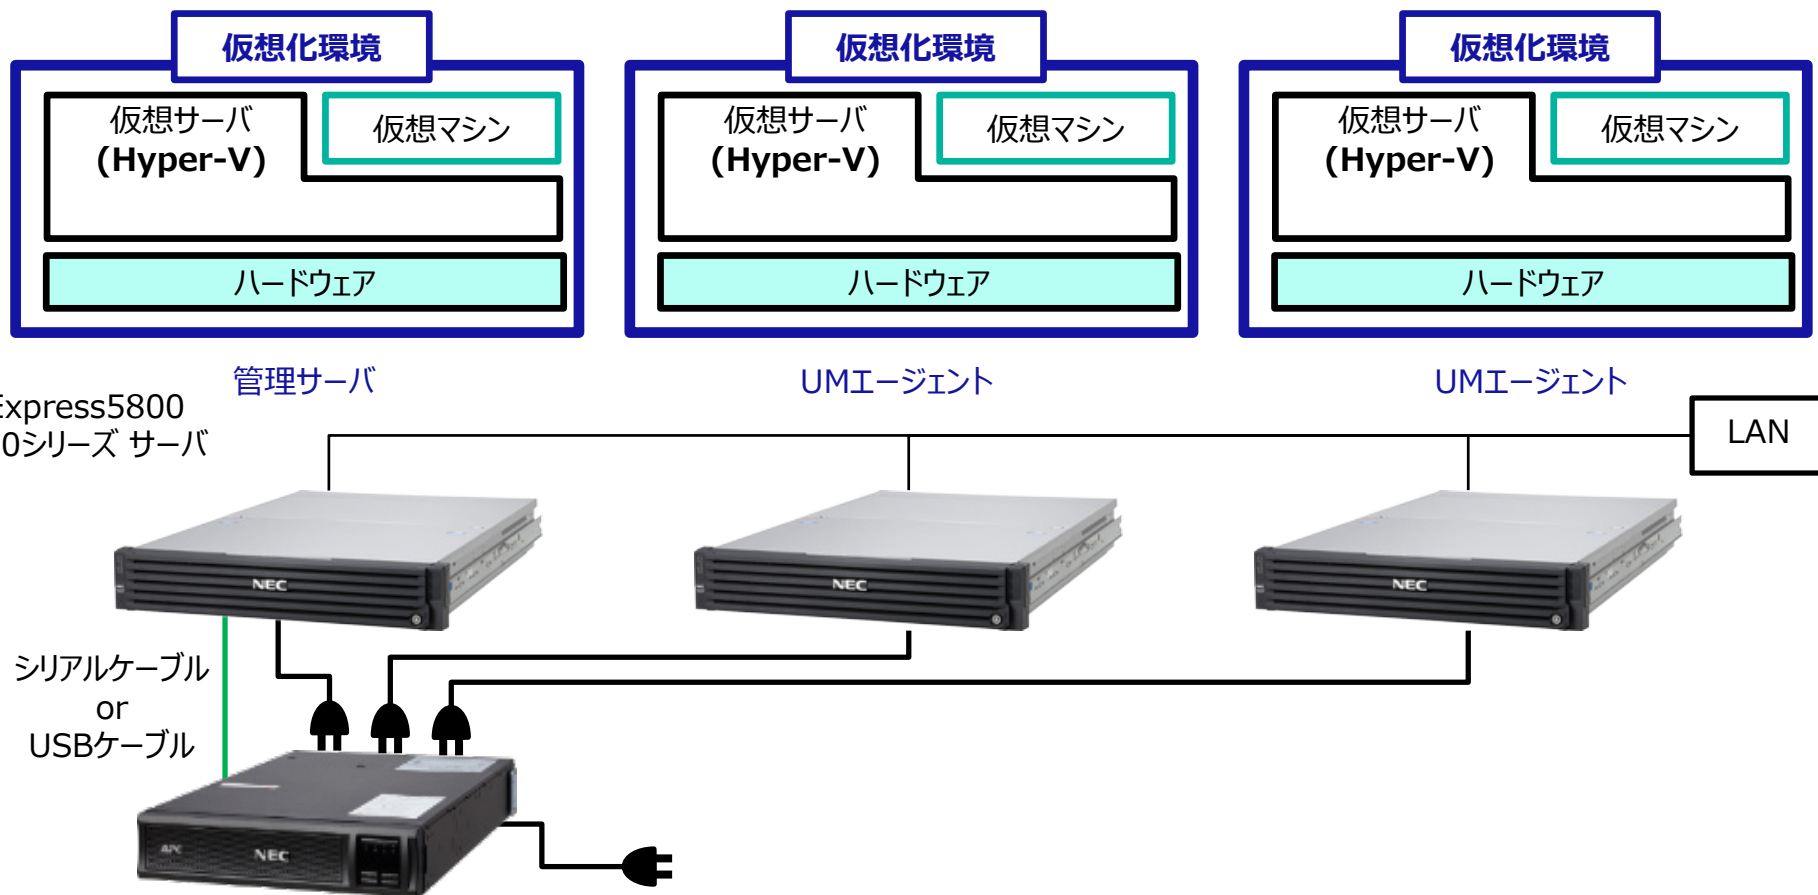 仮想化環境
仮想化環境
仮想化環境
仮想サーバ
(Hyper-V)
仮想マシン
仮想サーバ
(Hyper-V)
仮想マシン
仮想サーバ
(Hyper-V)
仮想マシン
ハードウェア
ハードウェア
ハードウェア
管理サーバ
UMエージェント
UMエージェント
Express5800
0シリーズ サーバ
LAN
NEC
NEC
NEC
シリアルケーブル
or
USBケーブル
APC
NEC